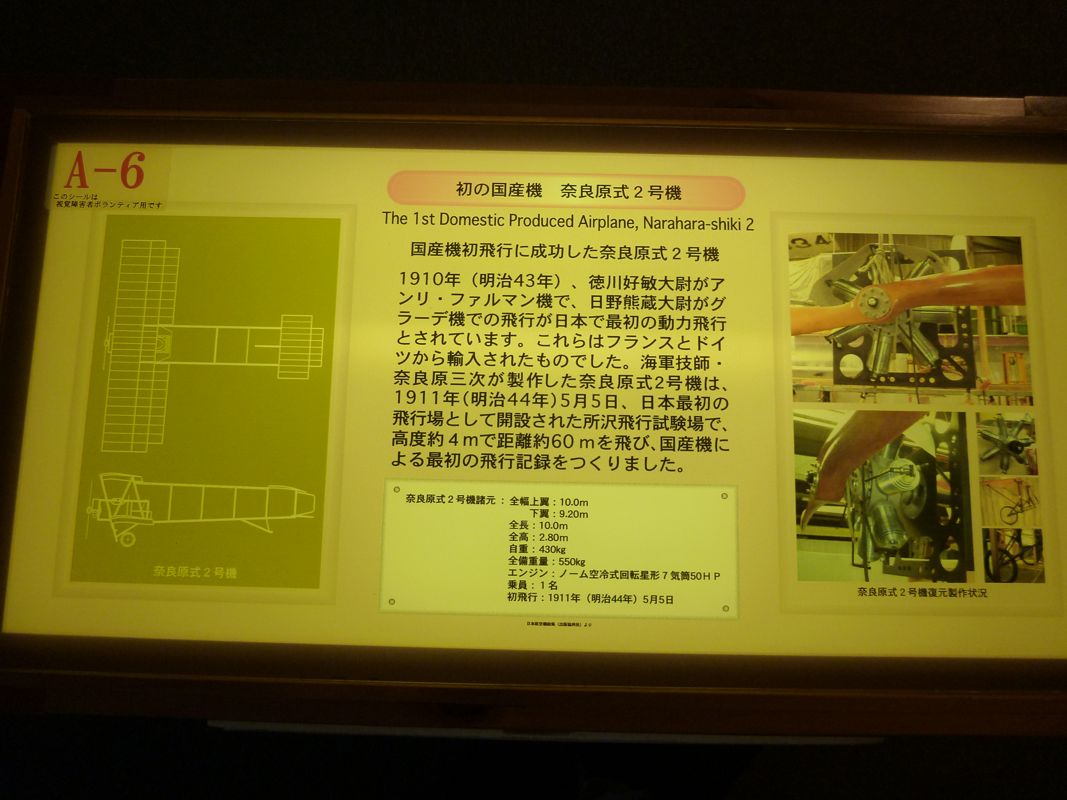 A-6
このシールは
視覚障害者ボランティア用です
初の国産機 奈良原式2号機
The 1st Domestic Produced Airplane, Narahara-shiki 2
国産機初飛行に成功した奈良原式2号機
1910年（明治43年）、徳川好敏大尉がア
ンリ・ファルマン機で、日野熊蔵大尉がグ
ラーデ機での飛行が日本で最初の動力飛行
とされています。これらはフランスとドイ
ツから輸入されたものでした。海軍技師・
奈良原三次が製作した奈良原式2号機は、
1911年(明治44年)5月5日、日本最初の
飛行場として開設された所沢飛行試験場で、
高度約4mで距離約60mを飛び、国産機に
よる最初の飛行記録をつくりました。
奈良原式2号機諸元：全幅上翼：10.0m
下翼：9.20m
全長：10.0m
全高：2.80m
自重：430kg
全備重量：550kg
エンジン：ノーム空冷式回転星形7気筒50HP
乗員：1名
初飛行：1911年（明治44年）5月5日
奈良原式2号機
34
奈良原式2号機復元製作状況